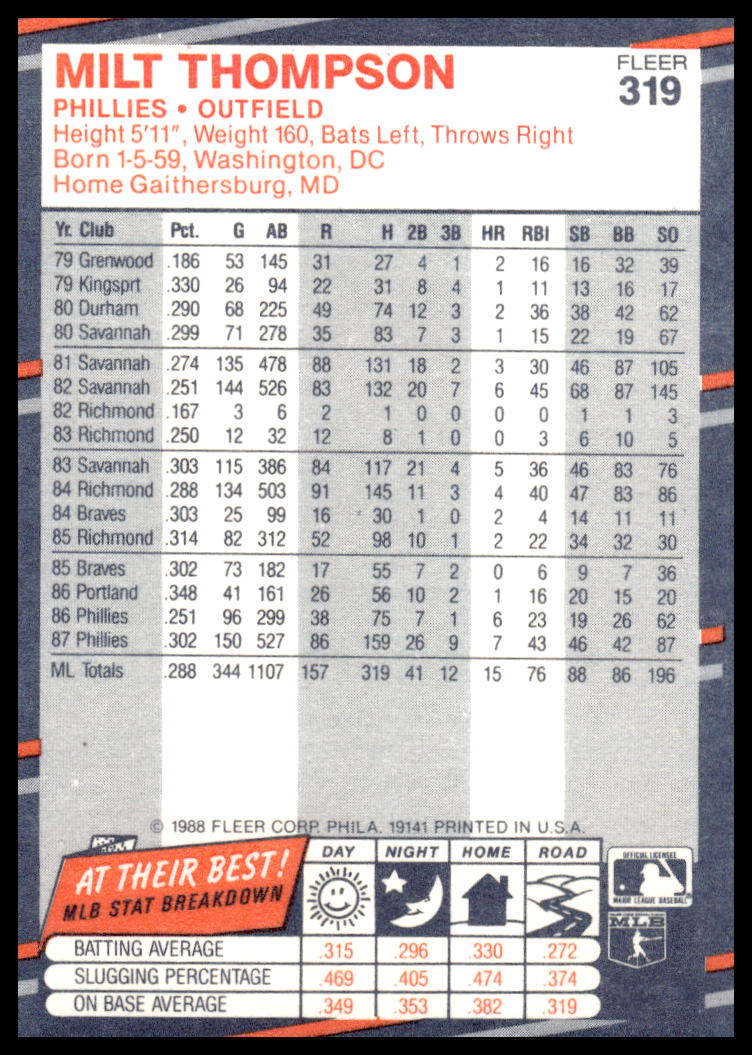 MILT THOMPSON
FLEER
319
PHILLIES • OUTFIELD
Height 5'11", Weight 160, Bats Left, Throws Right
Born 1-5-59, Washington, DC
Home Gaithersburg, MD
Yr. Club Pct. G AB R H 2B 3B HR RBI SB BB SO
79 Grenwood .186 53 145 31 27 4 1 2 16 16 32 39
79 Kingsprt .330 26 94 22 31 8 4 1 11 13 16 17
80 Durham .290 68 225 49 74 12 3 2 36 38 42 62
80 Savannah .299 71 278 35 83 7 3 1 15 22 19 67
81 Savannah .274 135 478 88 131 18 2 3 30 46 87 105
82 Savannah .251 144 526 83 132 20 7 6 45 68 87 145
82 Richmond .167 3 6 2 1 0 0 0 0 1 1 3
83 Richmond .250 12 32 12 8 1 0 0 3 6 10 5
83 Savannah .303 115 386 84 117 21 4 5 36 46 83 76
84 Richmond .288 134 503 91 145 11 3 4 40 47 83 86
84 Braves .303 25 99 16 30 1 0 2 4 14 11 11
85 Richmond .314 82 312 52 98 10 1 2 22 34 32 30
85 Braves .302 73 182 17 55 7 2 0 6 9 7 36
86 Portland .348 41 161 26 56 10 2 1 16 20 15 20
86 Phillies .251 96 299 38 75 7 1 6 23 19 26 62
87 Phillies .302 150 527 86 159 26 9 7 43 46 42 87
ML Totals .288 344 1107 157 319 41 12 15 76 88 86 196
© 1988 FLEER CORP. PHILA. 19141 PRINTED IN U.S.A.
AT THEIR BEST!
MLB STAT BREAKDOWN
DAY NIGHT HOME ROAD
OFFICIAL LICENSEE
MAJOR LEAGUE BASEBALL
MLB
BATTING AVERAGE .315 .296 .330 .272
SLUGGING PERCENTAGE .469 .405 .474 .374
ON BASE AVERAGE .349 .353 .382 .319